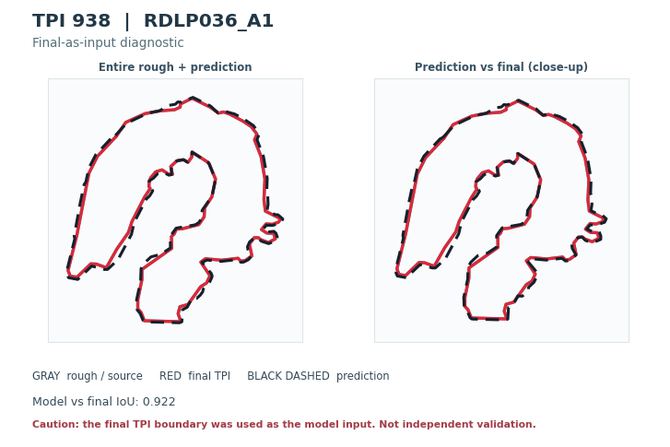 TPI 938 | RDLP036_A1
Final-as-input diagnostic
Entire rough + prediction
Prediction vs final (close-up)
GRAY rough / source RED final TPI BLACK DASHED prediction
Model vs final IoU: 0.922
Caution: the final TPI boundary was used as the model input. Not independent validation.